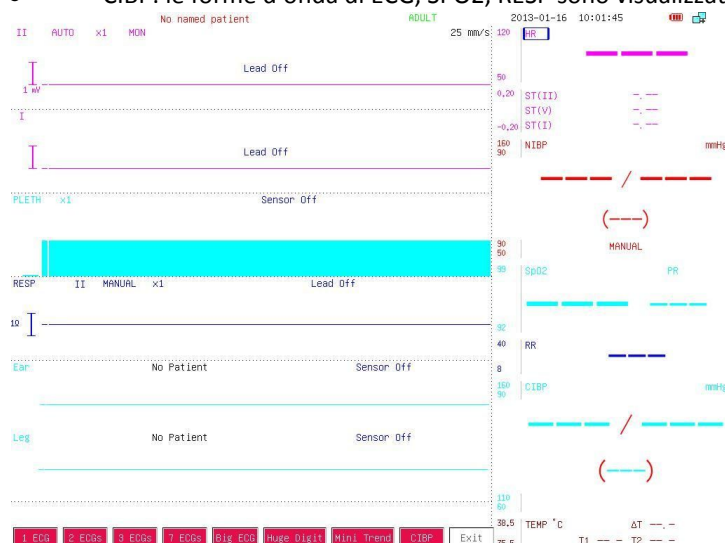 CIBP: le forme d'onda di ECG, SPO2, RESP sono visualizzat
No named patient ADULT 2013-01-16 10:01:45
II AUTO x1 MON 25 mm/s 120 HR
Lead Off
1 mV 50
0,20 ST(II) -.--
ST(V) -.--
I -0,20 ST(I) -.--
160 NIBP mmHg
90
Lead Off
---/---
PLETH x1 Sensor Off
(---)
90 MANUAL
50
99 SpO2 PR
RESP II MANUAL x1 Lead Off
--- ---
1Ω 92
40 RR
---
Ear No Patient Sensor Off 8
160 CIBP mmHg
90
---/---
Leg No Patient Sensor Off
(---)
110
60
38,5 TEMP °C ΔT --.-
1 ECG 2 ECGs 3 ECGs 7 ECGs Big ECG Huge Digit Mini Trend CIBP Exit T1 --.- T2 --.-